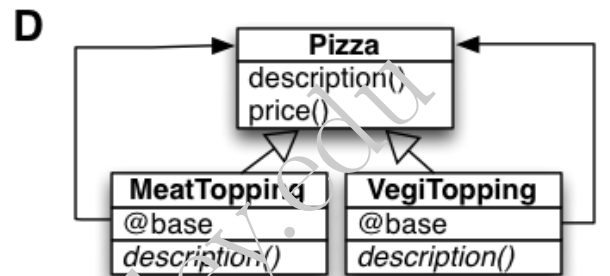 D
Pizza
description()
price()
MeatTopping
@base
description()
VegiTopping
@base
description()